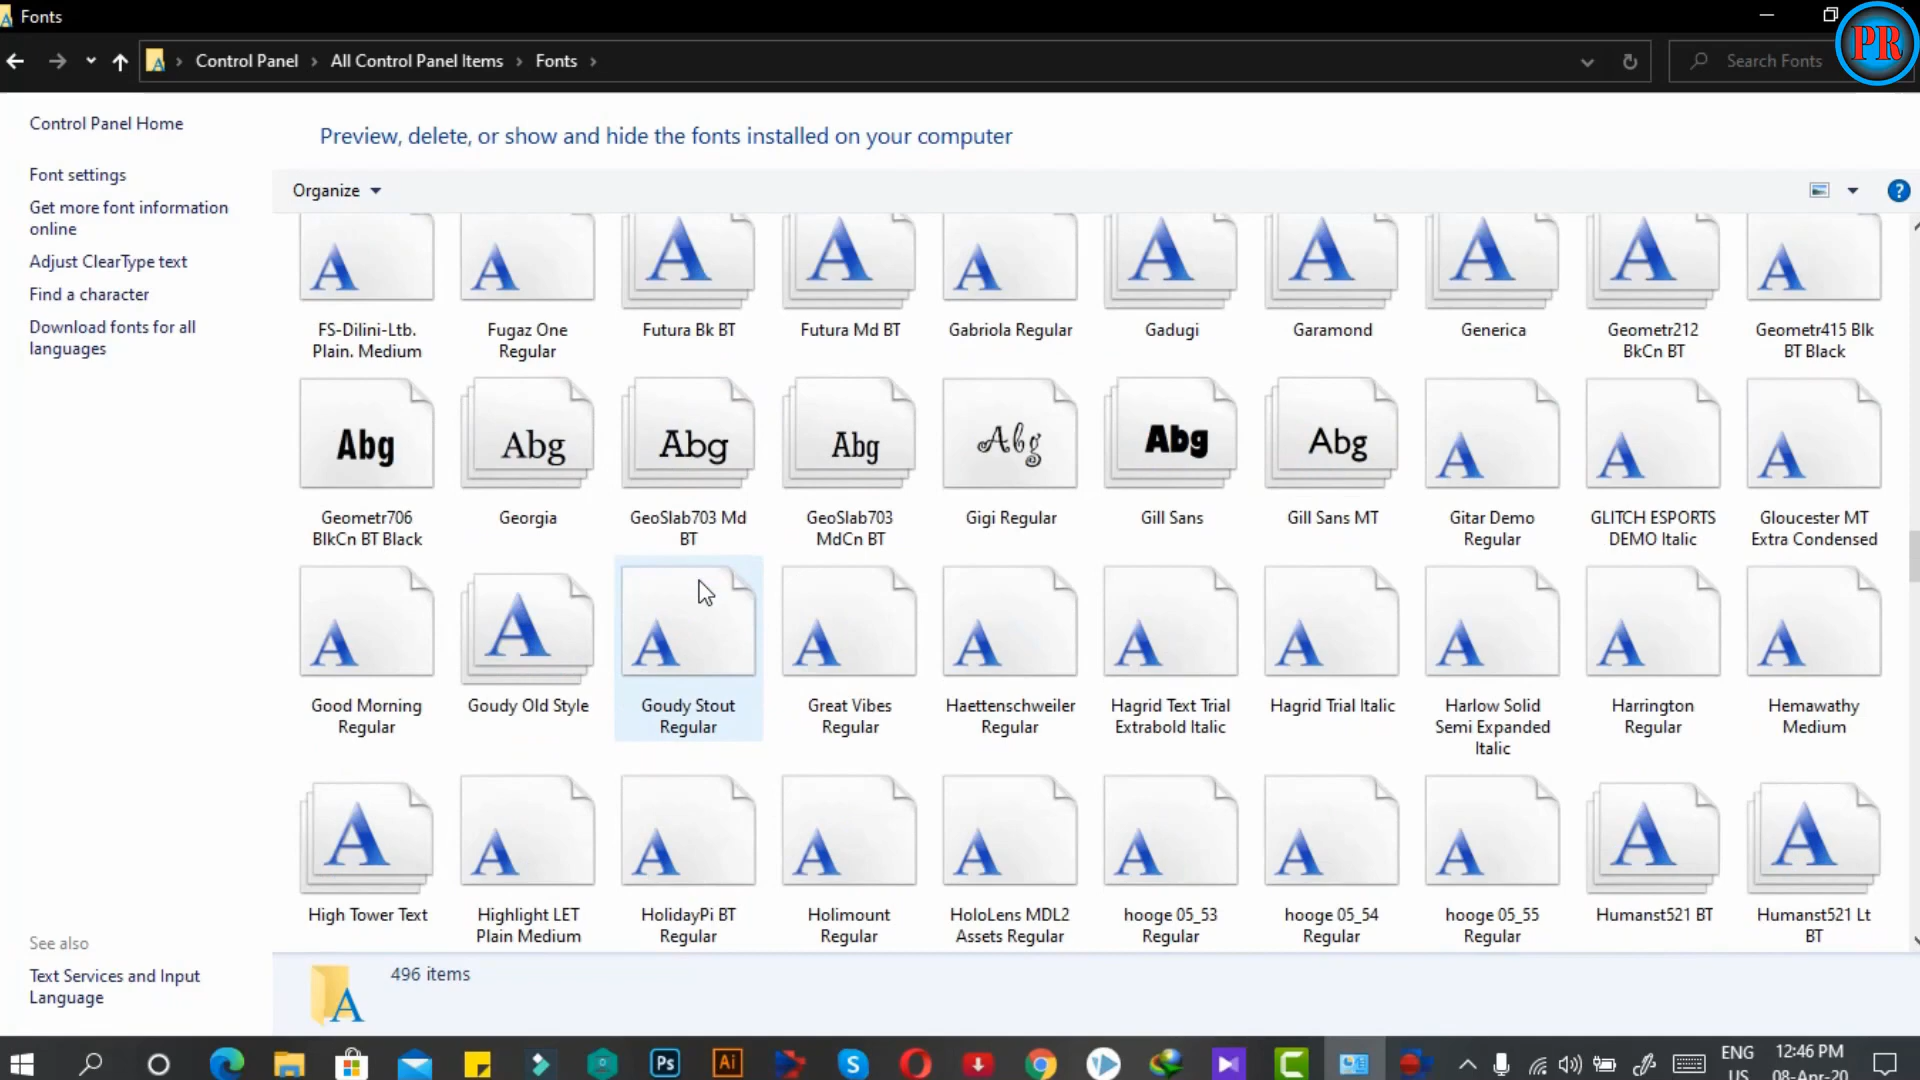 Fonts
PR
Control Panel > All Control Panel Items > Fonts >
Search Fonts
Control Panel Home
Font settings
Get more font information
online
Adjust ClearType text
Find a character
Download fonts for all
languages
See also
Text Services and Input
Language
Preview, delete, or show and hide the fonts installed on your computer
Organize
?
A A A A A A A A A A
FS-Dilini-Ltb.
Plain. Medium
Fugaz One
Regular
Futura Bk BT
Futura Md BT
Gabriola Regular
Gadugi
Garamond
Generica
Geometr212
BkCn BT
Geometr415 Blk
BT Black
Abg Abg Abg Abg Abg Abg Abg A A A
Geometr706
BlkCn BT Black
Georgia
GeoSlab703 Md
BT
GeoSlab703
MdCn BT
Gigi Regular
Gill Sans
Gill Sans MT
Gitar Demo
Regular
GLITCH ESPORTS
DEMO Italic
Gloucester MT
Extra Condensed
A A A A A A A A A A
Good Morning
Regular
Goudy Old Style
Goudy Stout
Regular
Great Vibes
Regular
Haettenschweiler
Regular
Hagrid Text Trial
Extrabold Italic
Hagrid Trial Italic
Harlow Solid
Semi Expanded
Italic
Harrington
Regular
Hemawathy
Medium
A A A A A A A A A A
High Tower Text
Highlight LET
Plain Medium
HolidayPi BT
Regular
Holimount
Regular
HoloLens MDL2
Assets Regular
hooge 05_53
Regular
hooge 05_54
Regular
hooge 05_55
Regular
Humanst521 BT
Humanst521 Lt
BT
A
496 items
Ps
Ai
S
C
ENG
US
12:46 PM
08-Apr-20